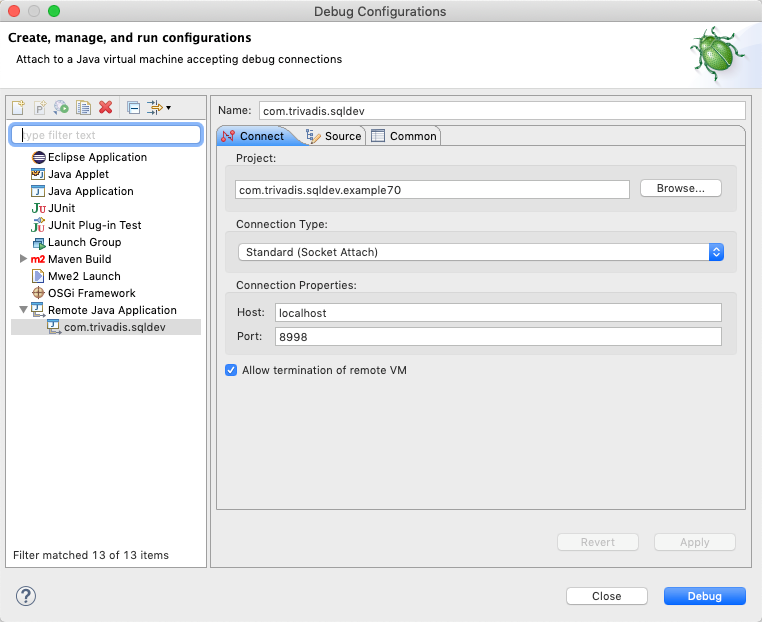 Debug Configurations
Create, manage, and run configurations
Attach to a Java virtual machine accepting debug connections
type filter text
Eclipse Application
Java Applet
Java Application
JUnit
JUnit Plug-in Test
Launch Group
Maven Build
Mwe2 Launch
OSGi Framework
Remote Java Application
com.trivadis.sqldev
Filter matched 13 of 13 items
Name: com.trivadis.sqldev
Connect Source Common
Project:
com.trivadis.sqldev.example70 Browse...
Connection Type:
Standard (Socket Attach)
Connection Properties:
Host: localhost
Port: 8998
Allow termination of remote VM
Revert Apply
? Close Debug